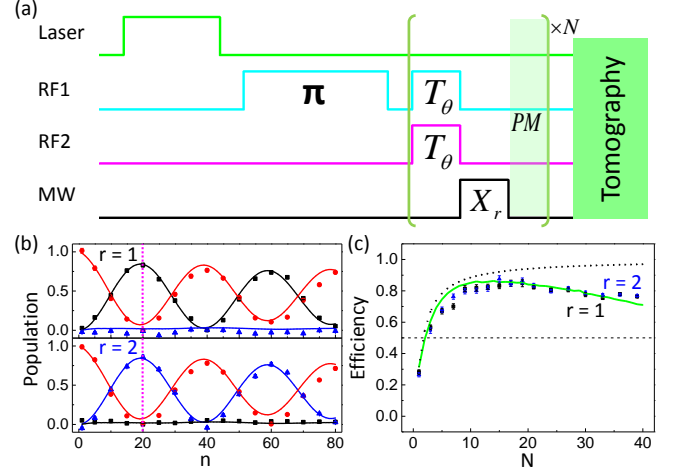 (a)
Laser
×N
RF1
π
T_θ
PM
RF2
T_θ
MW
X_r
Tomography
(b)
(c)
Population
1.0
r = 1
0.5
0.0
r = 2
0.5
0.0
0
20
40
60
80
n
Efficiency
1.0
0.8
0.6
0.4
0.2
0.0
r = 2
r = 1
0
10
20
30
40
N